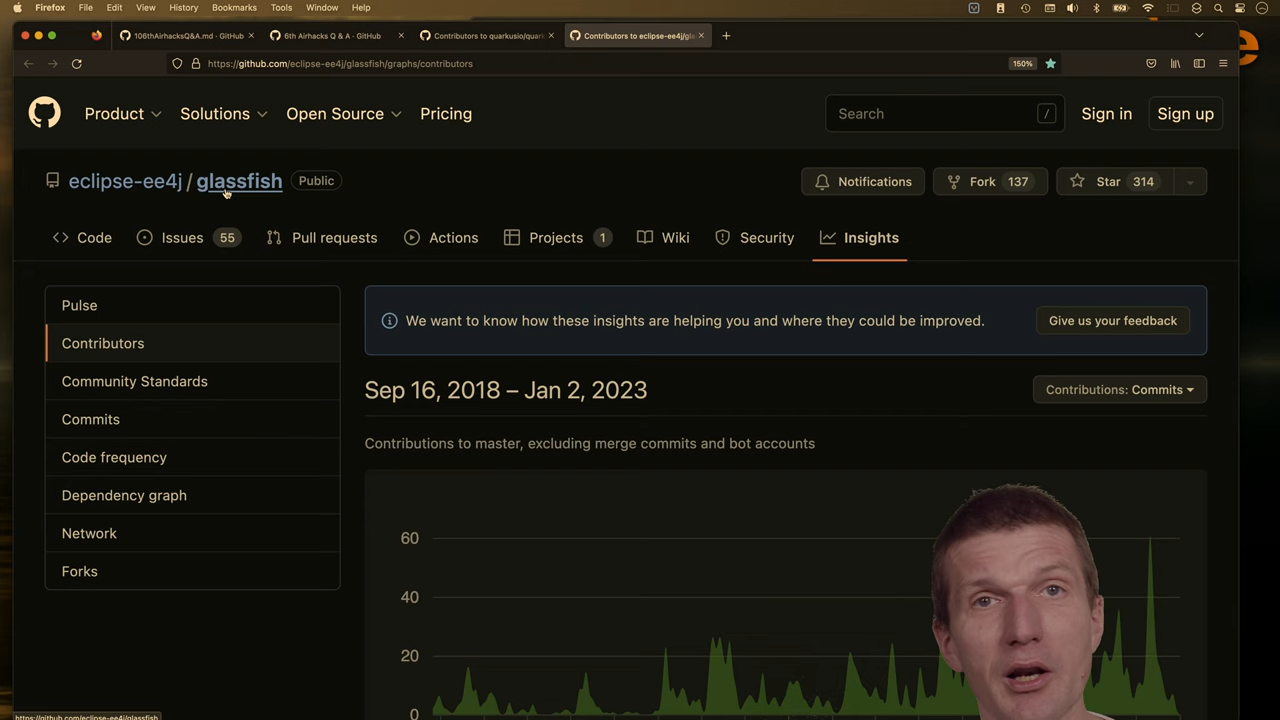 Firefox File Edit View History Bookmarks Tools Window Help
106thAirhacksQ&A.md · GitHub
6th Airhacks Q & A · GitHub
Contributors to quarkusio/quark
Contributors to eclipse-ee4j/gla
https://github.com/eclipse-ee4j/glassfish/graphs/contributors
150%
Product Solutions Open Source Pricing
Search /
Sign in
Sign up
eclipse-ee4j / glassfish Public
Notifications
Fork 137
Star 314
Code
Issues 55
Pull requests
Actions
Projects 1
Wiki
Security
Insights
Pulse
Contributors
Community Standards
Commits
Code frequency
Dependency graph
Network
Forks
We want to know how these insights are helping you and where they could be improved.
Give us your feedback
Sep 16, 2018 – Jan 2, 2023
Contributions: Commits
Contributions to master, excluding merge commits and bot accounts
60
40
20
0
https://github.com/eclipse-ee4j/glassfish